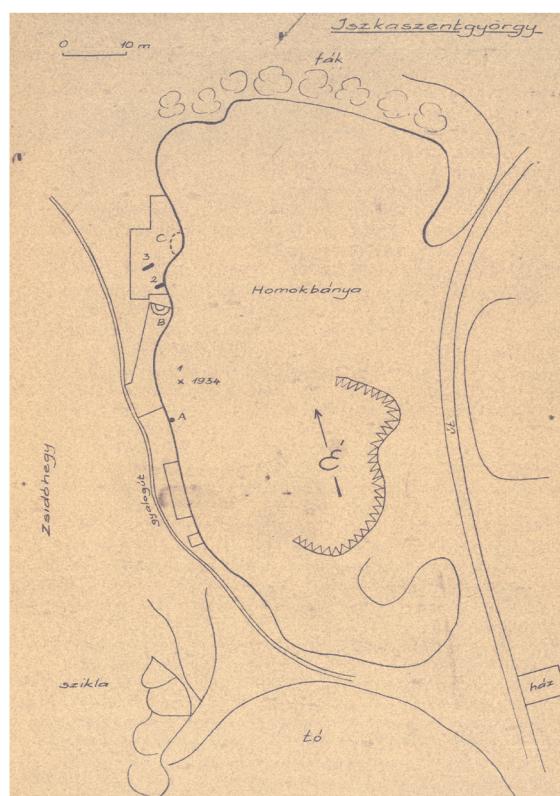 Iszkaszentgyörgy
0 10 m
fák
C
3
2
B
Homokbánya
1
× 1934
A
út
Zsidóhegy
gyalogút
szikla
ház
tó